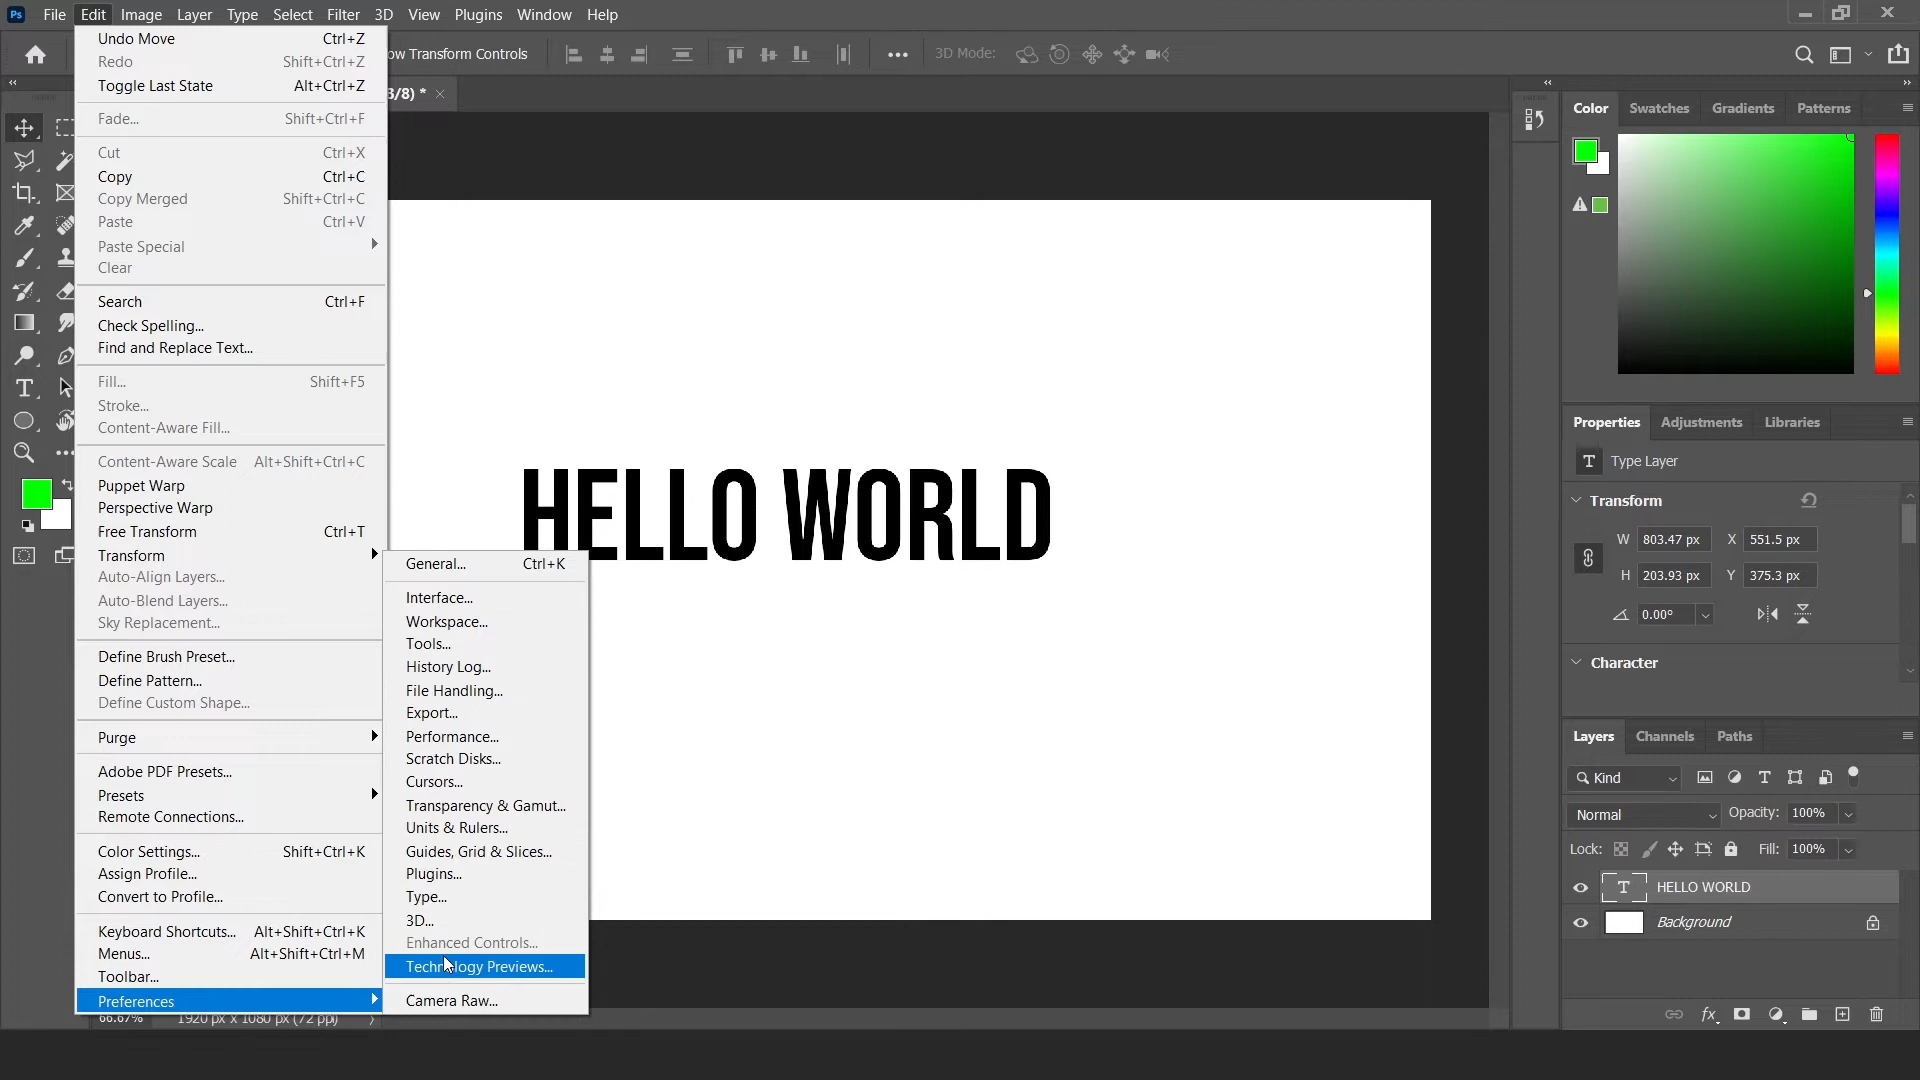 Ps File Edit Image Layer Type Select Filter 3D View Plugins Window Help
ow Transform Controls 3D Mode:
3/8) *
Undo Move Ctrl+Z
Redo Shift+Ctrl+Z
Toggle Last State Alt+Ctrl+Z
Fade... Shift+Ctrl+F
Cut Ctrl+X
Copy Ctrl+C
Copy Merged Shift+Ctrl+C
Paste Ctrl+V
Paste Special
Clear
Search Ctrl+F
Check Spelling...
Find and Replace Text...
Fill... Shift+F5
Stroke...
Content-Aware Fill...
Content-Aware Scale Alt+Shift+Ctrl+C
Puppet Warp
Perspective Warp
Free Transform Ctrl+T
Transform
Auto-Align Layers...
Auto-Blend Layers...
Sky Replacement...
Define Brush Preset...
Define Pattern...
Define Custom Shape...
Purge
Adobe PDF Presets...
Presets
Remote Connections...
Color Settings... Shift+Ctrl+K
Assign Profile...
Convert to Profile...
Keyboard Shortcuts... Alt+Shift+Ctrl+K
Menus... Alt+Shift+Ctrl+M
Toolbar...
Preferences
66.67% 1920 px x 1080 px (72 ppi)
General... Ctrl+K
Interface...
Workspace...
Tools...
History Log...
File Handling...
Export...
Performance...
Scratch Disks...
Cursors...
Transparency & Gamut...
Units & Rulers...
Guides, Grid & Slices...
Plugins...
Type...
3D...
Enhanced Controls...
Technology Previews...
Camera Raw...
HELLO WORLD
Color Swatches Gradients Patterns
Properties Adjustments Libraries
T Type Layer
Transform
W 803.47 px X 551.5 px
H 203.93 px Y 375.3 px
0.00°
Character
Layers Channels Paths
Kind
Normal Opacity: 100%
Lock: Fill: 100%
T HELLO WORLD
Background
fx